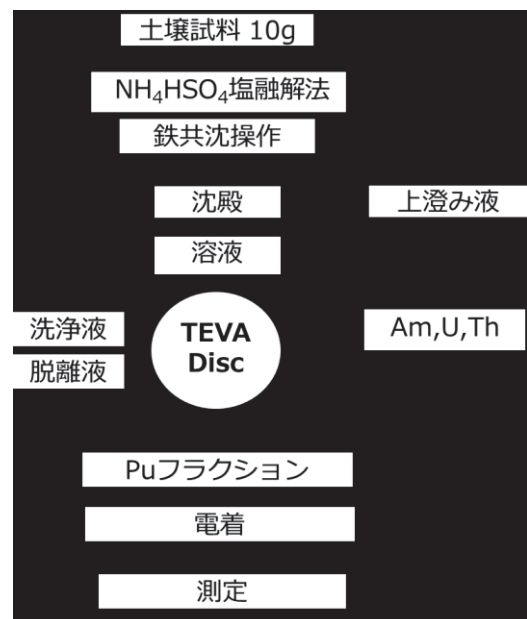 土壌試料 10g
NH₄HSO₄塩融解法
鉄共沈操作
沈殿
上澄み液
溶液
洗浄液
脱離液
TEVA
Disc
Am,U,Th
Puフラクション
電着
測定